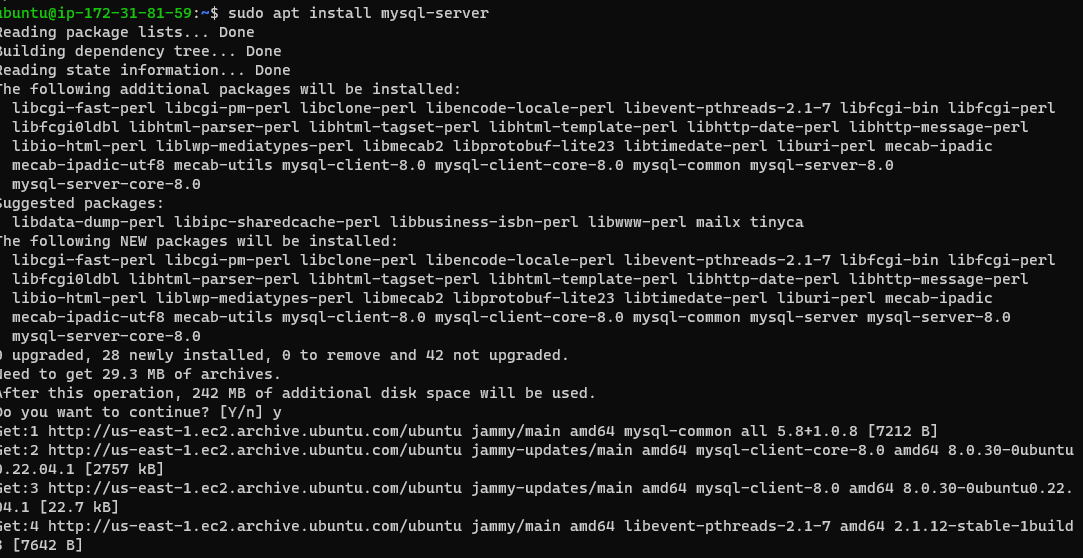 ubuntu@ip-172-31-81-59:~$ sudo apt install mysql-server
Reading package lists... Done
Building dependency tree... Done
Reading state information... Done
The following additional packages will be installed:
  libcgi-fast-perl libcgi-pm-perl libclone-perl libencode-locale-perl libevent-pthreads-2.1-7 libfcgi-bin libfcgi-perl
  libfcgi0ldbl libhtml-parser-perl libhtml-tagset-perl libhtml-template-perl libhttp-date-perl libhttp-message-perl
  libio-html-perl liblwp-mediatypes-perl libmecab2 libprotobuf-lite23 libtimedate-perl liburi-perl mecab-ipadic
  mecab-ipadic-utf8 mecab-utils mysql-client-8.0 mysql-client-core-8.0 mysql-common mysql-server-8.0
  mysql-server-core-8.0
Suggested packages:
  libdata-dump-perl libipc-sharedcache-perl libbusiness-isbn-perl libwww-perl mailx tinyca
The following NEW packages will be installed:
  libcgi-fast-perl libcgi-pm-perl libclone-perl libencode-locale-perl libevent-pthreads-2.1-7 libfcgi-bin libfcgi-perl
  libfcgi0ldbl libhtml-parser-perl libhtml-tagset-perl libhtml-template-perl libhttp-date-perl libhttp-message-perl
  libio-html-perl liblwp-mediatypes-perl libmecab2 libprotobuf-lite23 libtimedate-perl liburi-perl mecab-ipadic
  mecab-ipadic-utf8 mecab-utils mysql-client-8.0 mysql-client-core-8.0 mysql-common mysql-server mysql-server-8.0
  mysql-server-core-8.0
0 upgraded, 28 newly installed, 0 to remove and 42 not upgraded.
Need to get 29.3 MB of archives.
After this operation, 242 MB of additional disk space will be used.
Do you want to continue? [Y/n] y
Get:1 http://us-east-1.ec2.archive.ubuntu.com/ubuntu jammy/main amd64 mysql-common all 5.8+1.0.8 [7212 B]
Get:2 http://us-east-1.ec2.archive.ubuntu.com/ubuntu jammy-updates/main amd64 mysql-client-core-8.0 amd64 8.0.30-0ubuntu
0.22.04.1 [2757 kB]
Get:3 http://us-east-1.ec2.archive.ubuntu.com/ubuntu jammy-updates/main amd64 mysql-client-8.0 amd64 8.0.30-0ubuntu0.22.
04.1 [22.7 kB]
Get:4 http://us-east-1.ec2.archive.ubuntu.com/ubuntu jammy/main amd64 libevent-pthreads-2.1-7 amd64 2.1.12-stable-1build
3 [7642 B]